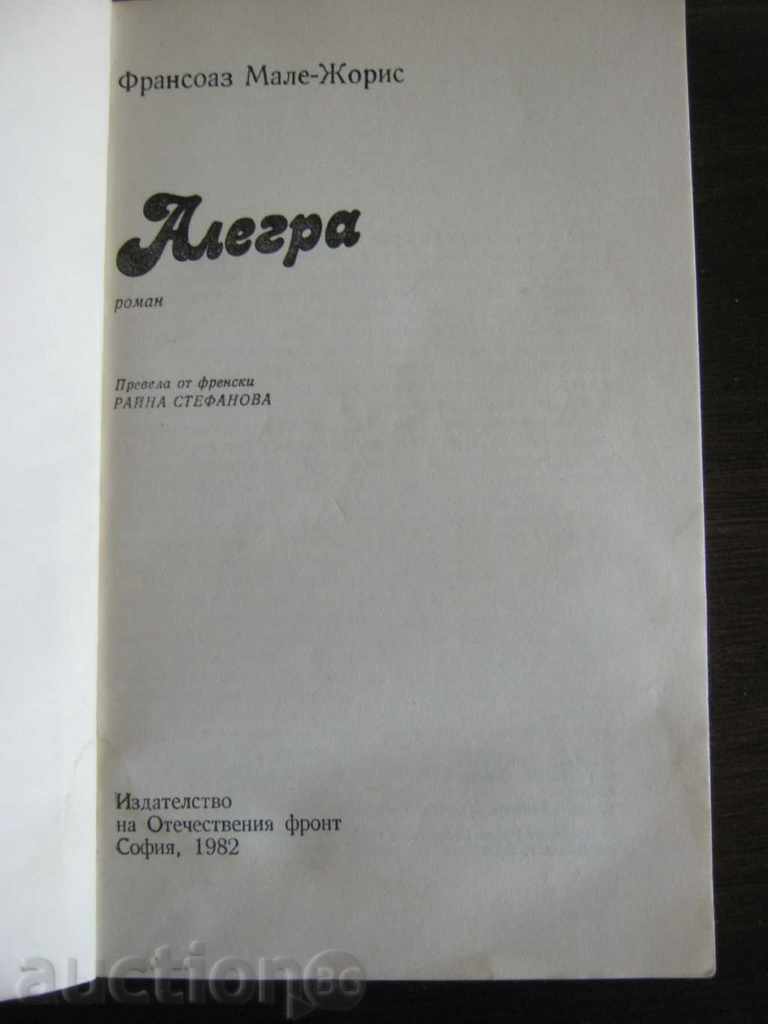 Франсоаз Мале-Жорис
Алегра
роман
Превела от френски
РАЙНА СТЕФАНОВА
Издателство
на Отечествения фронт
София, 1982
auction BG